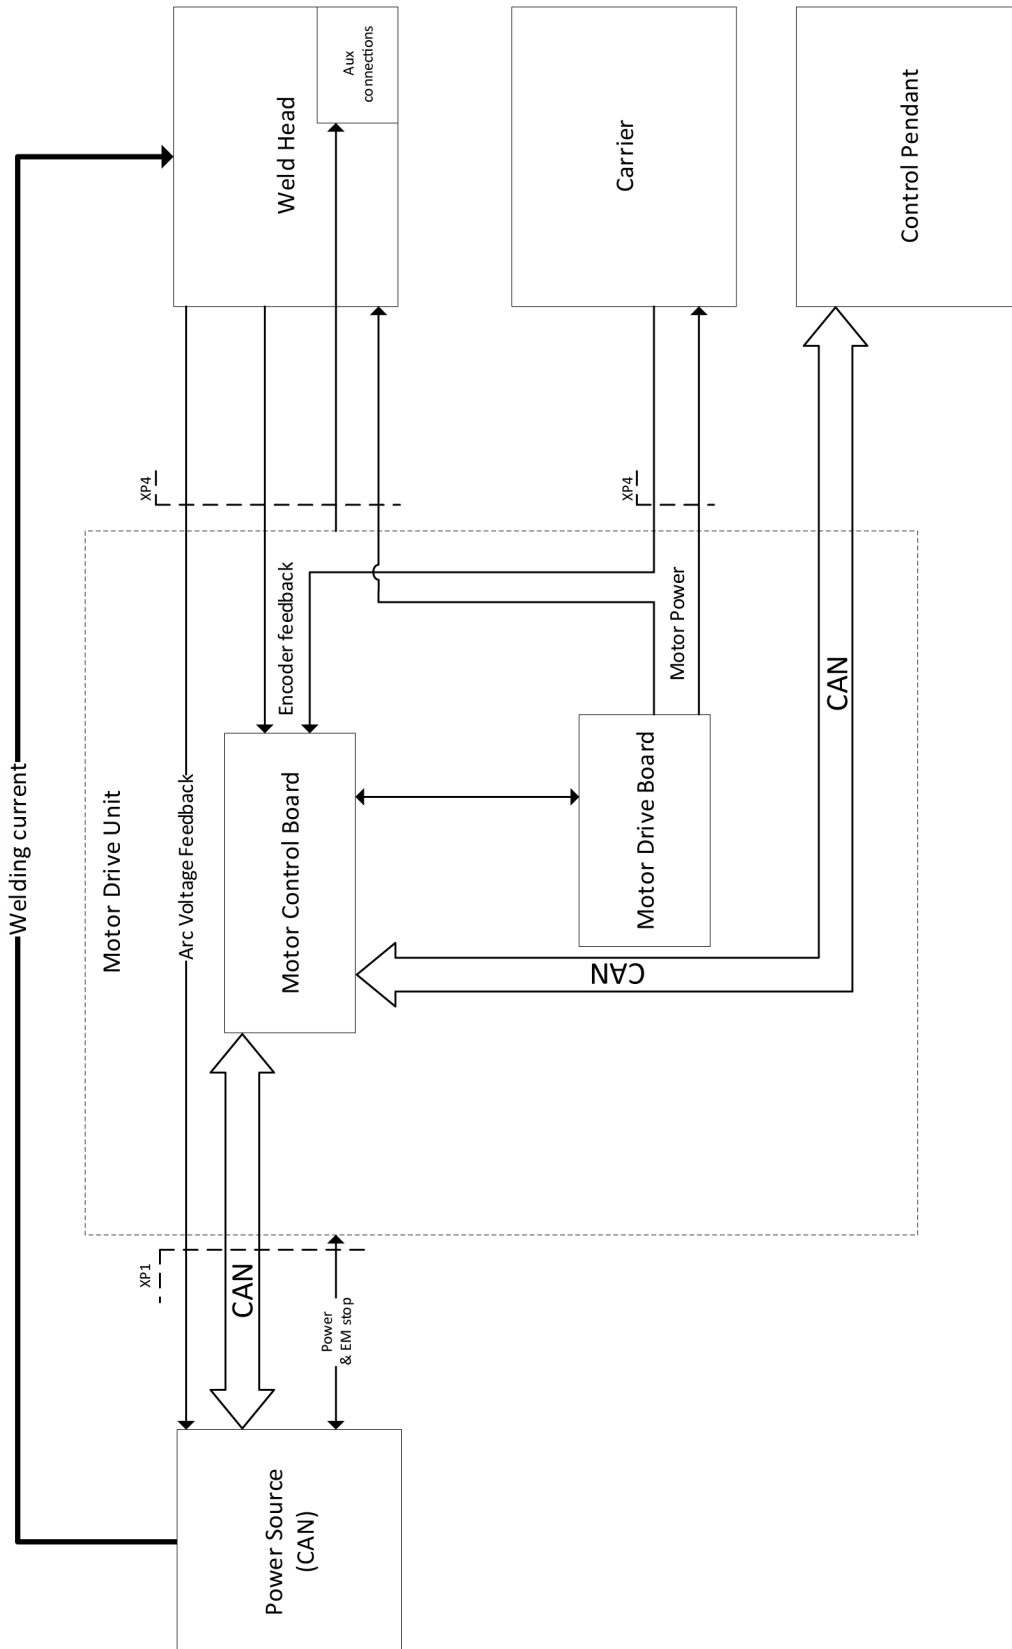 Welding current
Motor Drive Unit
Arc Voltage Feedback
Power Source
(CAN)
XP1
CAN
Power
& EM stop
Motor Control Board
Encoder feedback
XP4
Weld Head
Aux
connections
Motor Drive Board
Motor Power
XP4
Carrier
CAN
CAN
Control Pendant